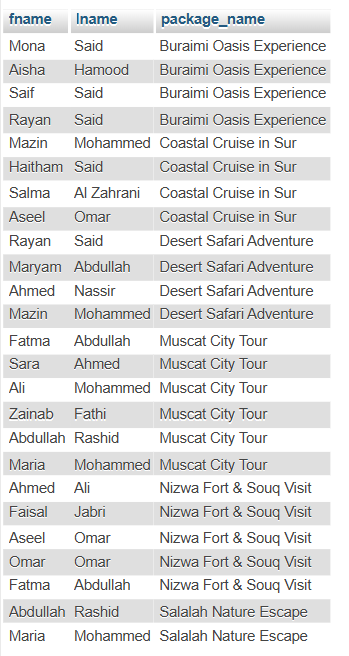 fname lname package_name
Mona Said Buraimi Oasis Experience
Aisha Hamood Buraimi Oasis Experience
Saif Said Buraimi Oasis Experience
Rayan Said Buraimi Oasis Experience
Mazin Mohammed Coastal Cruise in Sur
Haitham Said Coastal Cruise in Sur
Salma Al Zahrani Coastal Cruise in Sur
Aseel Omar Coastal Cruise in Sur
Rayan Said Desert Safari Adventure
Maryam Abdullah Desert Safari Adventure
Ahmed Nassir Desert Safari Adventure
Mazin Mohammed Desert Safari Adventure
Fatma Abdullah Muscat City Tour
Sara Ahmed Muscat City Tour
Ali Mohammed Muscat City Tour
Zainab Fathi Muscat City Tour
Abdullah Rashid Muscat City Tour
Maria Mohammed Muscat City Tour
Ahmed Ali Nizwa Fort & Souq Visit
Faisal Jabri Nizwa Fort & Souq Visit
Aseel Omar Nizwa Fort & Souq Visit
Omar Omar Nizwa Fort & Souq Visit
Fatma Abdullah Nizwa Fort & Souq Visit
Abdullah Rashid Salalah Nature Escape
Maria Mohammed Salalah Nature Escape